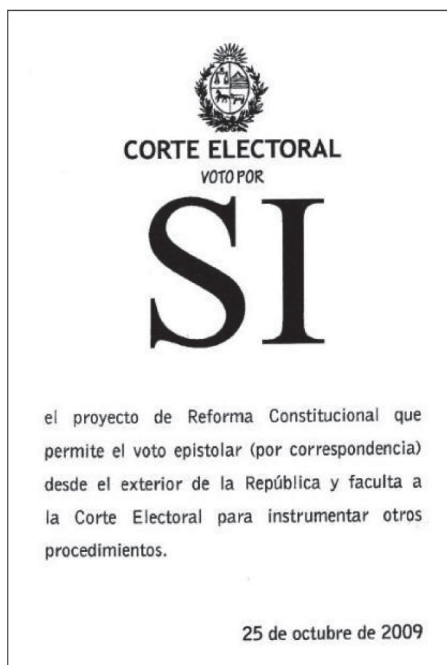 CORTE ELECTORAL
VOTO POR
SI
el proyecto de Reforma Constitucional que
permite el voto epistolar (por correspondencia)
desde el exterior de la República y faculta a
la Corte Electoral para instrumentar otros
procedimientos.
25 de octubre de 2009